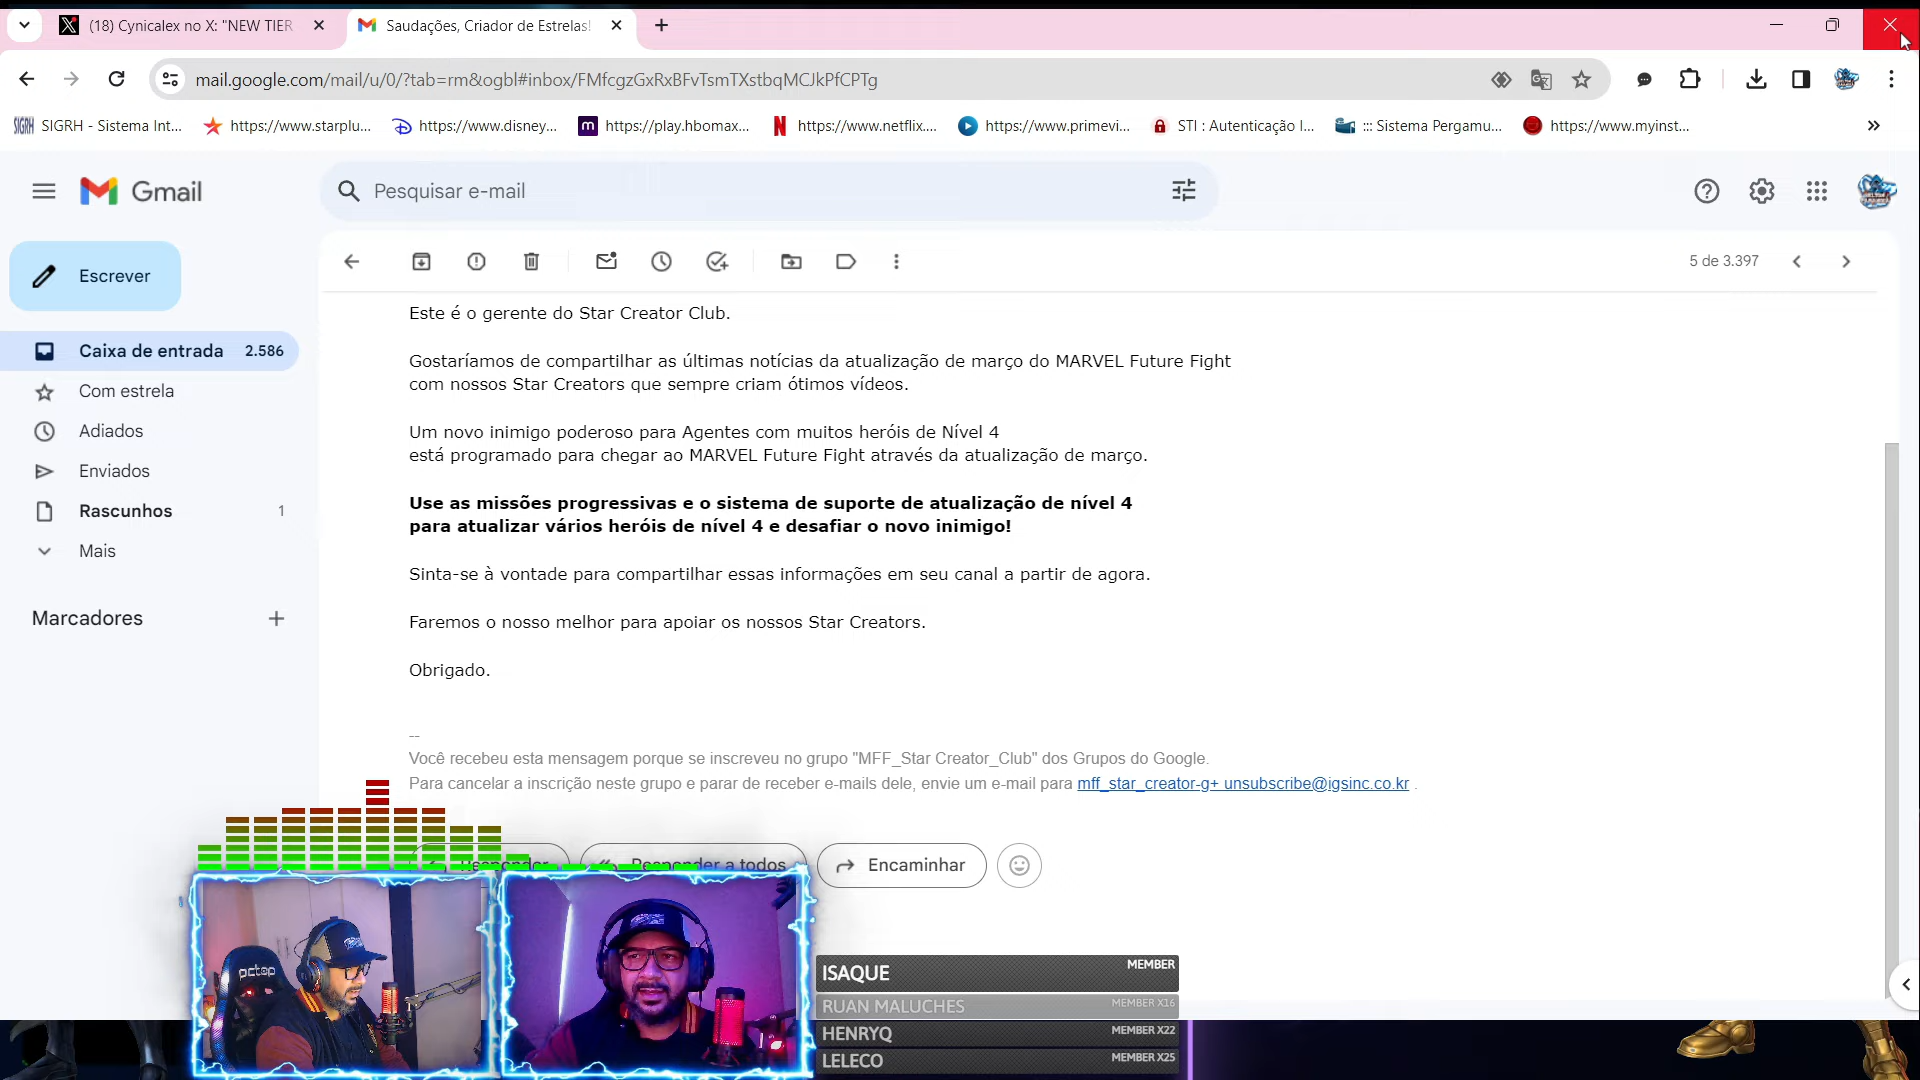 (18) Cynicalex no X: "NEW TIER
Saudações, Criador de Estrelas!
mail.google.com/mail/u/0/?tab=rm&ogbl#inbox/FMfcgzGxRxBFvTsmTXstbqMCJkPfCPTg
SIGRH SIGRH - Sistema Int...
https://www.starplu...
https://www.disney...
m https://play.hbomax...
N https://www.netflix....
https://www.primevi...
STI : Autenticação I...
::: Sistema Pergamu...
https://www.myinst...
Gmail
Pesquisar e-mail
Escrever
5 de 3.397
Caixa de entrada 2.586
Com estrela
Adiados
Enviados
Rascunhos 1
Mais
Marcadores
Este é o gerente do Star Creator Club.
Gostaríamos de compartilhar as últimas notícias da atualização de março do MARVEL Future Fight
com nossos Star Creators que sempre criam ótimos vídeos.
Um novo inimigo poderoso para Agentes com muitos heróis de Nível 4
está programado para chegar ao MARVEL Future Fight através da atualização de março.
Use as missões progressivas e o sistema de suporte de atualização de nível 4
para atualizar vários heróis de nível 4 e desafiar o novo inimigo!
Sinta-se à vontade para compartilhar essas informações em seu canal a partir de agora.
Faremos o nosso melhor para apoiar os nossos Star Creators.
Obrigado.
--
Você recebeu esta mensagem porque se inscreveu no grupo "MFF_Star Creator_Club" dos Grupos do Google.
Para cancelar a inscrição neste grupo e parar de receber e-mails dele, envie um e-mail para mff_star_creator-g+ unsubscribe@igsinc.co.kr .
Responder
Responder a todos
Encaminhar
pctop
ISAQUE MEMBER
RUAN MALUCHES MEMBER X16
HENRYQ MEMBER X22
LELECO MEMBER X25